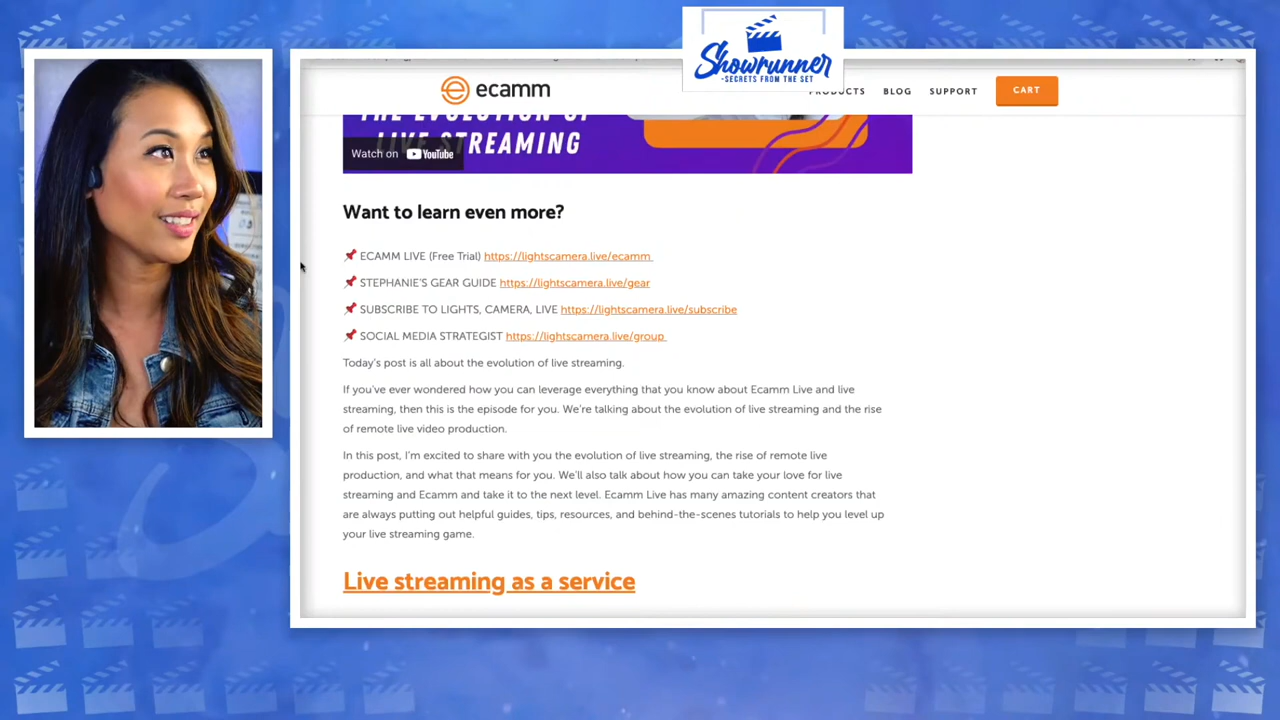 Showrunner
-SECRETS FROM THE SET
ecamm
PRODUCTS BLOG SUPPORT CART
THE EVOLUTION OF
LIVE STREAMING
Watch on YouTube
Want to learn even more?
📌 ECAMM LIVE (Free Trial) https://lightscamera.live/ecamm
📌 STEPHANIE'S GEAR GUIDE https://lightscamera.live/gear
📌 SUBSCRIBE TO LIGHTS, CAMERA, LIVE https://lightscamera.live/subscribe
📌 SOCIAL MEDIA STRATEGIST https://lightscamera.live/group
Today's post is all about the evolution of live streaming.
If you've ever wondered how you can leverage everything that you know about Ecamm Live and live
streaming, then this is the episode for you. We're talking about the evolution of live streaming and the rise
of remote live video production.
In this post, I'm excited to share with you the evolution of live streaming, the rise of remote live
production, and what that means for you. We'll also talk about how you can take your love for live
streaming and Ecamm and take it to the next level. Ecamm Live has many amazing content creators that
are always putting out helpful guides, tips, resources, and behind-the-scenes tutorials to help you level up
your live streaming game.
Live streaming as a service